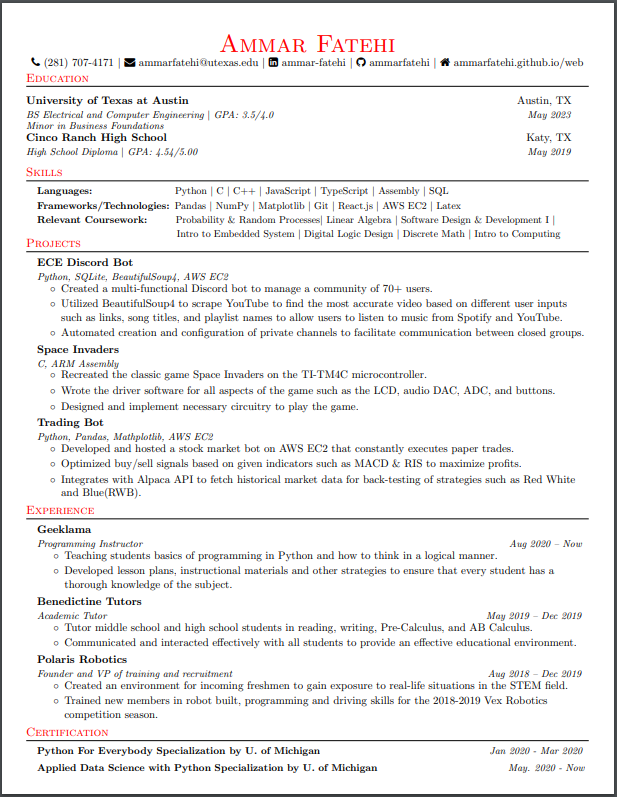 Ammar Fatehi
(281) 707-4171 | ammarfatehi@utexas.edu | ammar-fatehi | ammarfatehi | ammarfatehi.github.io/web
Education
University of Texas at Austin Austin, TX
BS Electrical and Computer Engineering | GPA: 3.5/4.0 May 2023
Minor in Business Foundations
Cinco Ranch High School Katy, TX
High School Diploma | GPA: 4.54/5.00 May 2019
Skills
Languages: Python | C | C++ | JavaScript | TypeScript | Assembly | SQL
Frameworks/Technologies: Pandas | NumPy | Matplotlib | Git | React.js | AWS EC2 | Latex
Relevant Coursework: Probability & Random Processes| Linear Algebra | Software Design & Development I |
Intro to Embedded System | Digital Logic Design | Discrete Math | Intro to Computing
Projects
ECE Discord Bot
Python, SQLite, BeautifulSoup4, AWS EC2
○ Created a multi-functional Discord bot to manage a community of 70+ users.
○ Utilized BeautifulSoup4 to scrape YouTube to find the most accurate video based on different user inputs
such as links, song titles, and playlist names to allow users to listen to music from Spotify and YouTube.
○ Automated creation and configuration of private channels to facilitate communication between closed groups.
Space Invaders
C, ARM Assembly
○ Recreated the classic game Space Invaders on the TI-TM4C microcontroller.
○ Wrote the driver software for all aspects of the game such as the LCD, audio DAC, ADC, and buttons.
○ Designed and implement necessary circuitry to play the game.
Trading Bot
Python, Pandas, Mathplotlib, AWS EC2
○ Developed and hosted a stock market bot on AWS EC2 that constantly executes paper trades.
○ Optimized buy/sell signals based on given indicators such as MACD & RIS to maximize profits.
○ Integrates with Alpaca API to fetch historical market data for back-testing of strategies such as Red White
and Blue(RWB).
Experience
Geeklama
Programming Instructor Aug 2020 – Now
○ Teaching students basics of programming in Python and how to think in a logical manner.
○ Developed lesson plans, instructional materials and other strategies to ensure that every student has a
thorough knowledge of the subject.
Benedictine Tutors
Academic Tutor May 2019 – Dec 2019
○ Tutor middle school and high school students in reading, writing, Pre-Calculus, and AB Calculus.
○ Communicated and interacted effectively with all students to provide an effective educational environment.
Polaris Robotics
Founder and VP of training and recruitment Aug 2018 – Dec 2019
○ Created an environment for incoming freshmen to gain exposure to real-life situations in the STEM field.
○ Trained new members in robot built, programming and driving skills for the 2018-2019 Vex Robotics
competition season.
Certification
Python For Everybody Specialization by U. of Michigan Jan 2020 - Mar 2020
Applied Data Science with Python Specialization by U. of Michigan May. 2020 - Now